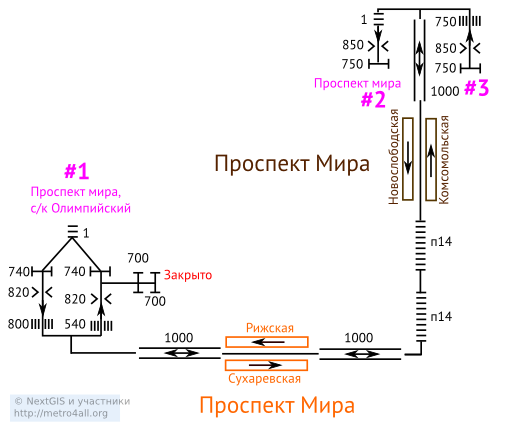 1
750
850
750
850
750
Проспект мира
#2
1000
#3
Новослободская
Комсомольская
Проспект Мира
#1
Проспект мира,
с/к Олимпийский
1
п14
740
740
700
Закрыто
820
820
700
800
540
п14
1000
Рижская
1000
Сухаревская
Проспект Мира
© NextGIS и участники
http://metro4all.org